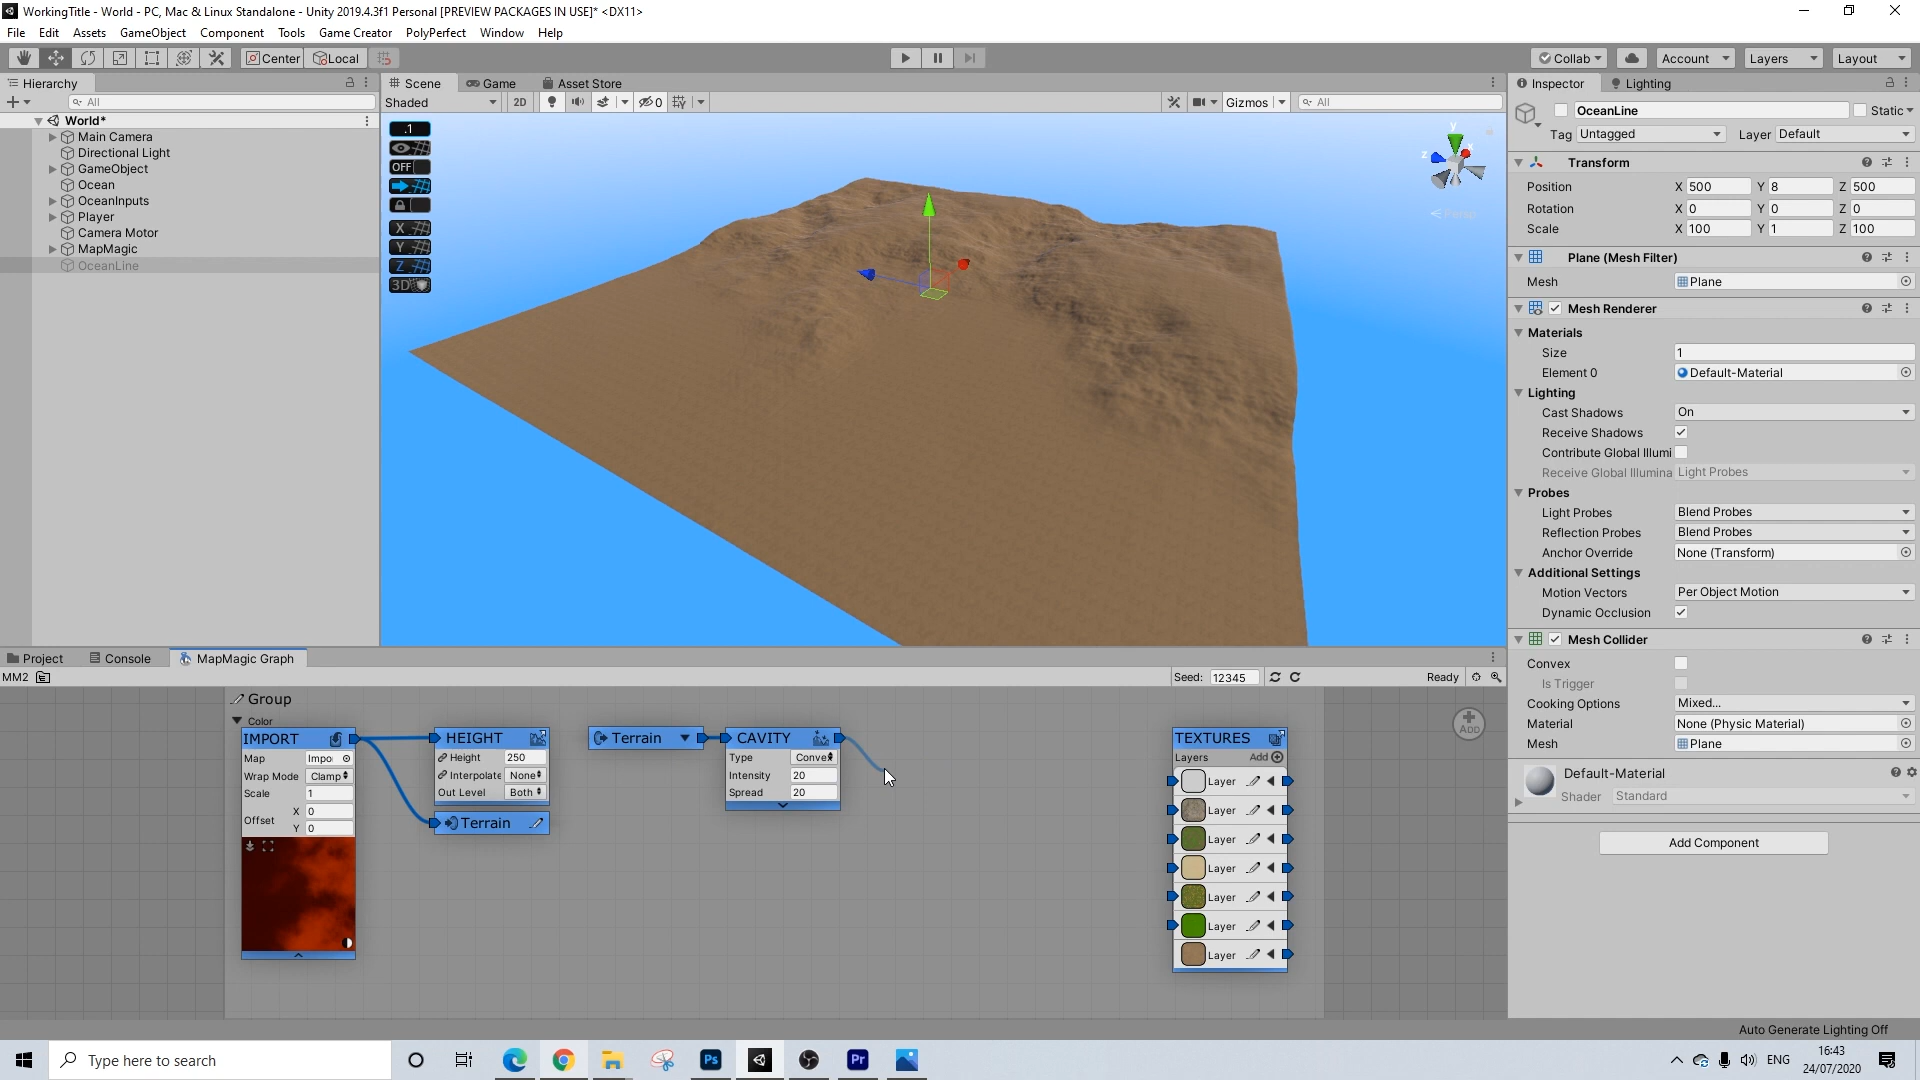 WorkingTitle - World - PC, Mac & Linux Standalone - Unity 2019.4.3f1 Personal [PREVIEW PACKAGES IN USE]* <DX11>
File Edit Assets GameObject Component Tools Game Creator PolyPerfect Window Help
Center Local Collab Account Layers Layout
Hierarchy Scene Game Asset Store Inspector Lighting
All Shaded 2D 0 Gizmos All
OceanLine Static
Tag Untagged Layer Default
World*
Main Camera
Directional Light
GameObject
Ocean
OceanInputs
Player
Camera Motor
MapMagic
OceanLine
.1
OFF
X
Y
Z
3D
y
x
z
Persp
Transform
Position X 500 Y 8 Z 500
Rotation X 0 Y 0 Z 0
Scale X 100 Y 1 Z 100
Plane (Mesh Filter)
Mesh Plane
Mesh Renderer
Materials
Size 1
Element 0 Default-Material
Lighting
Cast Shadows On
Receive Shadows
Contribute Global Illumi
Receive Global Illumina Light Probes
Probes
Light Probes Blend Probes
Reflection Probes Blend Probes
Anchor Override None (Transform)
Additional Settings
Motion Vectors Per Object Motion
Dynamic Occlusion
Mesh Collider
Convex
Is Trigger
Cooking Options Mixed...
Material None (Physic Material)
Mesh Plane
Default-Material
Shader Standard
Add Component
Project Console MapMagic Graph
MM2 Seed: 12345 Ready
Group
Color
IMPORT
Map Impo
Wrap Mode Clamp
Scale 1
Offset X 0
Y 0
HEIGHT
Height 250
Interpolate None
Out Level Both
Terrain
Terrain
CAVITY
Type Conve
Intensity 20
Spread 20
TEXTURES
Layers Add
Layer
Layer
Layer
Layer
Layer
Layer
Layer
ADD
Auto Generate Lighting Off
Type here to search
Ps
Pr
ENG
16:43
24/07/2020